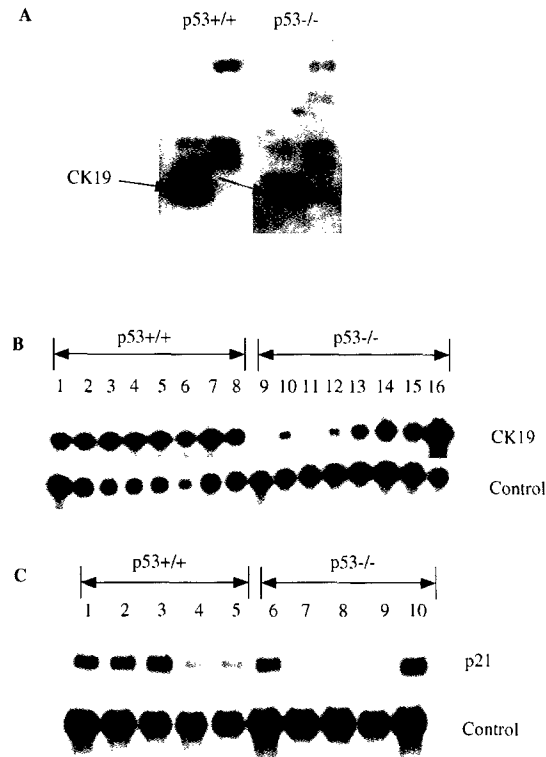 A
p53+/+ p53-/-
CK19
B
p53+/+ p53-/-
1 2 3 4 5 6 7 8 9 10 11 12 13 14 15 16
CK19
Control
C
p53+/+ p53-/-
1 2 3 4 5 6 7 8 9 10
p21
Control